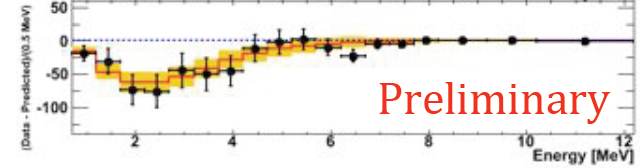 (Data - Predicted)/(0.5 MeV)
50
0
-50
-100
Preliminary
2 4 6 8 10 12
Energy [MeV]